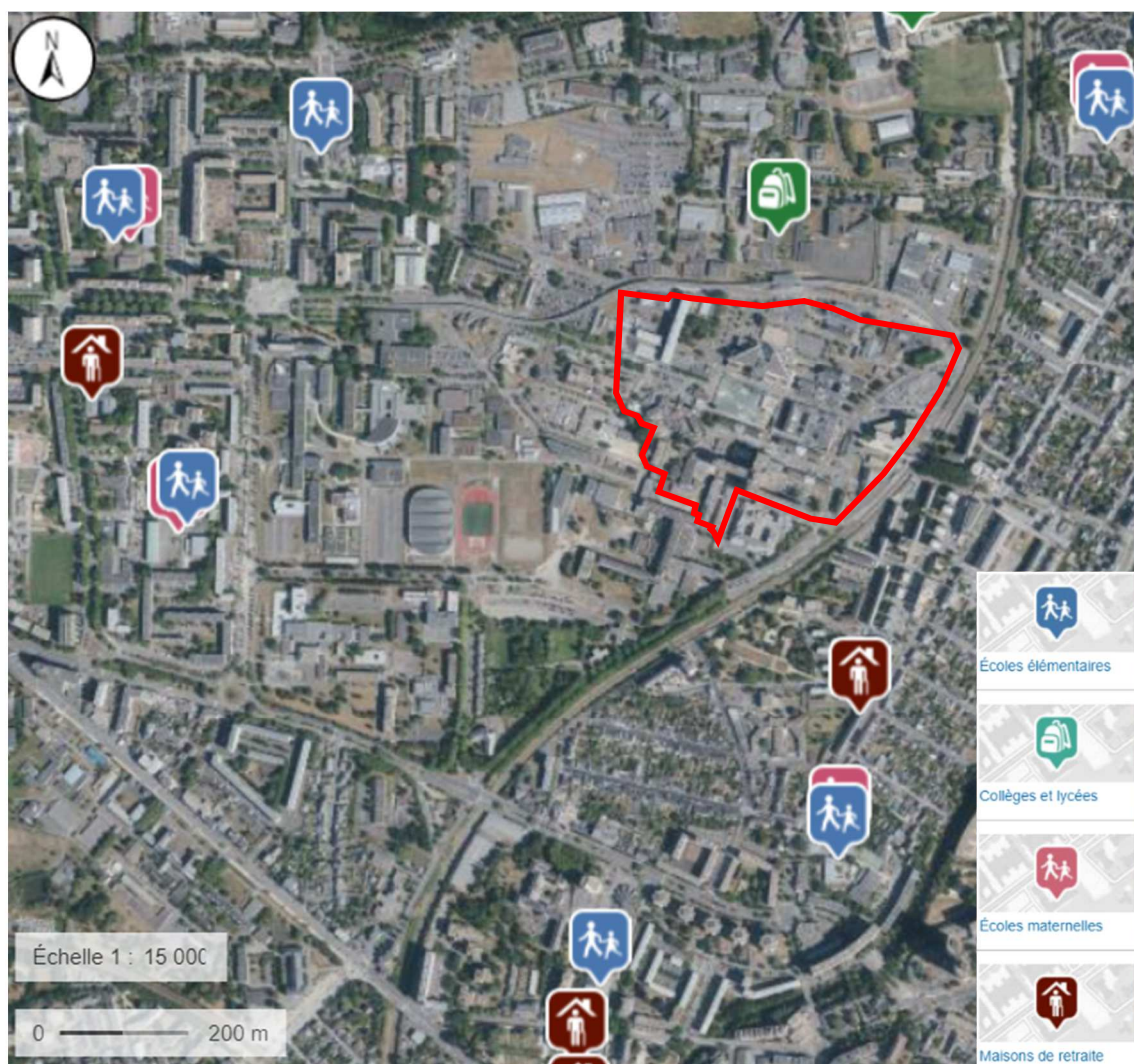 N
Écoles élémentaires
Collèges et lycées
Écoles maternelles
Échelle 1 : 15 000
0 200 m
Maisons de retraite